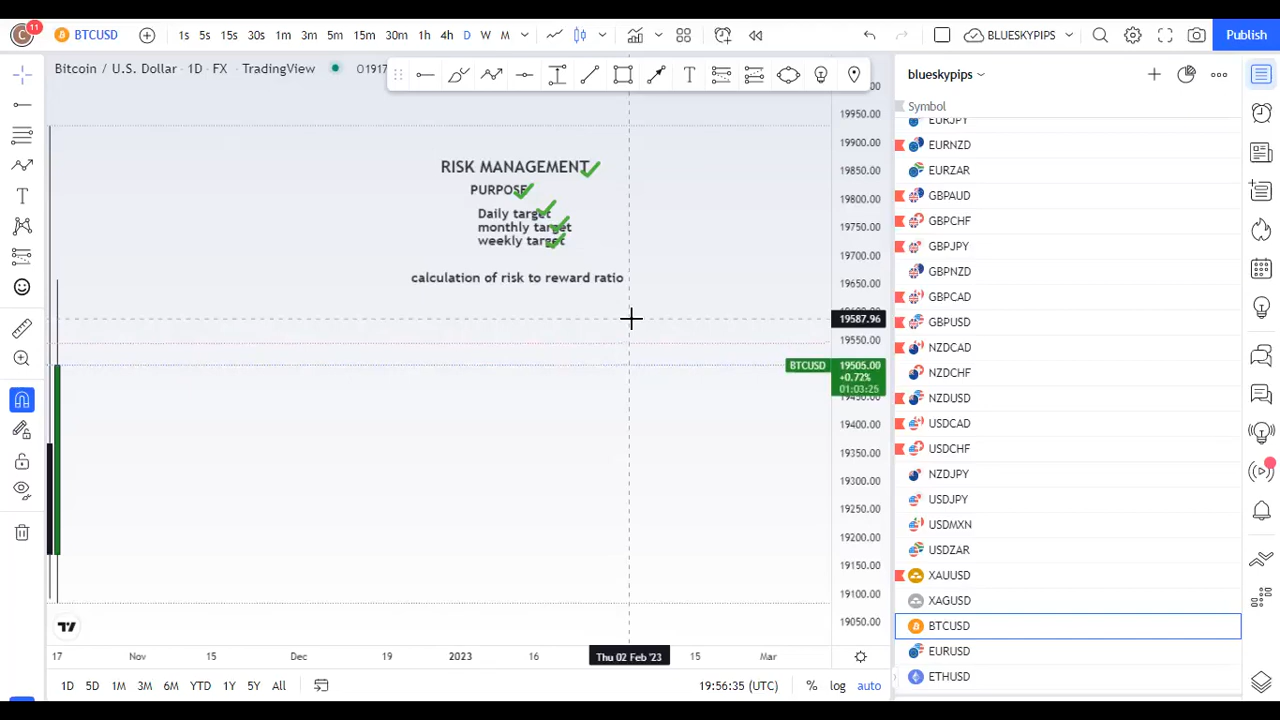 11
BTCUSD
1s 5s 15s 30s 1m 3m 5m 15m 30m 1h 4h D W M
BLUESKYPIPS
Publish
Bitcoin / U.S. Dollar · 1D · FX · TradingView
blueskypips
Symbol
EURJPY
EURNZD
EURZAR
GBPAUD
GBPCHF
GBPJPY
GBPNZD
GBPCAD
GBPUSD
NZDCAD
NZDCHF
NZDUSD
USDCAD
USDCHF
NZDJPY
USDJPY
USDMXN
USDZAR
XAUUSD
XAGUSD
BTCUSD
EURUSD
ETHUSD
RISK MANAGEMENT
PURPOSE
Daily target
monthly target
weekly target
calculation of risk to reward ratio
19950.00
19900.00
19850.00
19800.00
19750.00
19700.00
19650.00
19587.96
19550.00
BTCUSD 19505.00
+0.72%
01:03:25
19400.00
19350.00
19300.00
19250.00
19200.00
19150.00
19100.00
19050.00
17 Nov 15 Dec 19 2023 16 Thu 02 Feb '23 15 Mar
1D 5D 1M 3M 6M YTD 1Y 5Y All
19:56:35 (UTC) % log auto